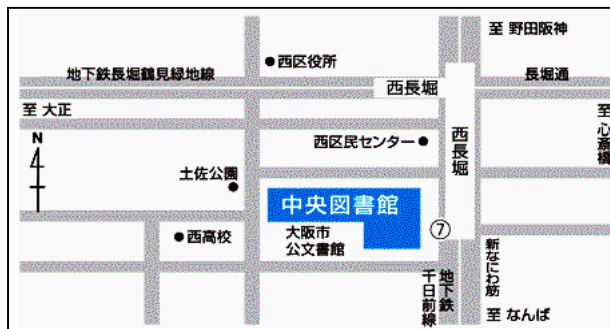 至 野田阪神
西区役所
地下鉄長堀鶴見緑地線
西長堀
長堀通
至 大正
至 心斎橋
N
西区民センター
西長堀
土佐公園
中央図書館
大阪市
公文書館
⑦
西高校
新なにわ筋
地下鉄
千日前線
至 なんば